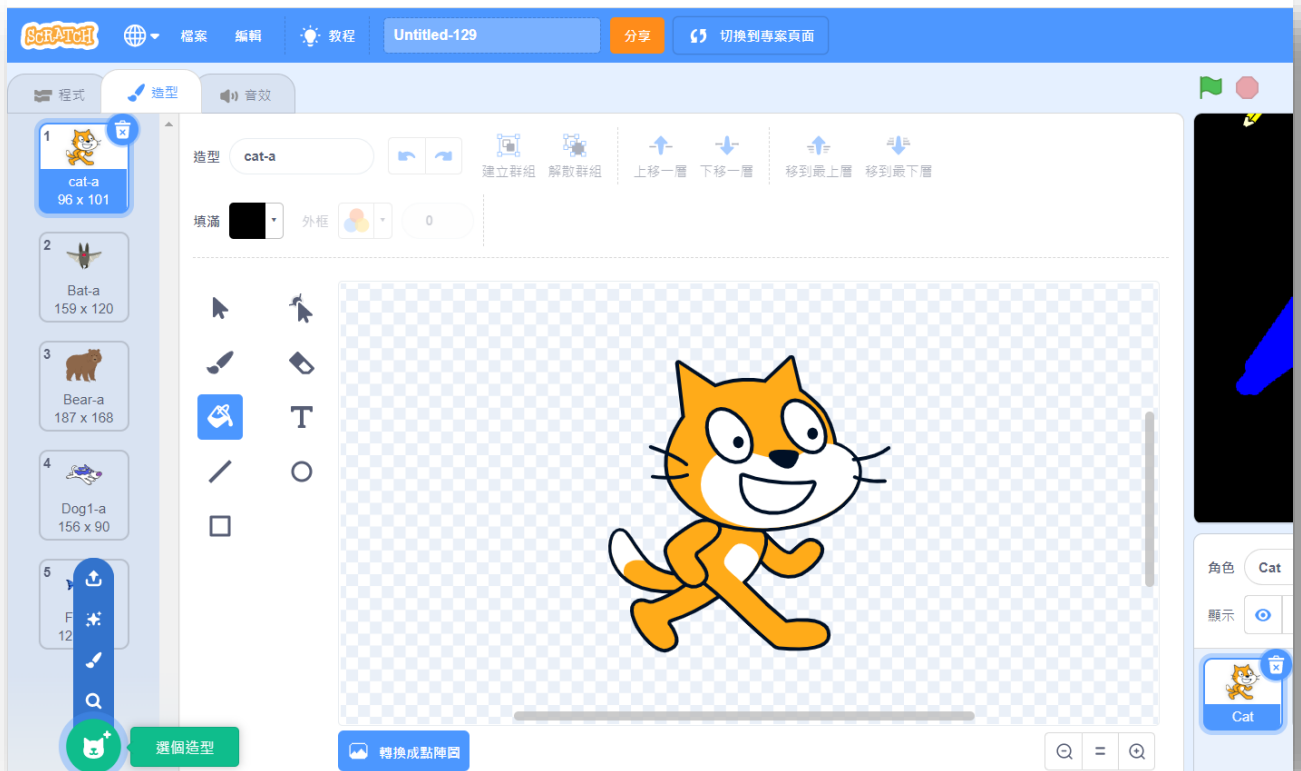 SCRATCH
檔案
編輯
教程
Untitled-129
分享
切換到專案頁面
程式
造型
音效
1
cat-a
96 x 101
2
Bat-a
159 x 120
3
Bear-a
187 x 168
4
Dog1-a
156 x 90
5
F
12
造型
cat-a
建立群組
解散群組
上移一層
下移一層
移到最上層
移到最下層
填滿
外框
0
T
選個造型
轉換成點陣圖
角色
Cat
顯示
Cat